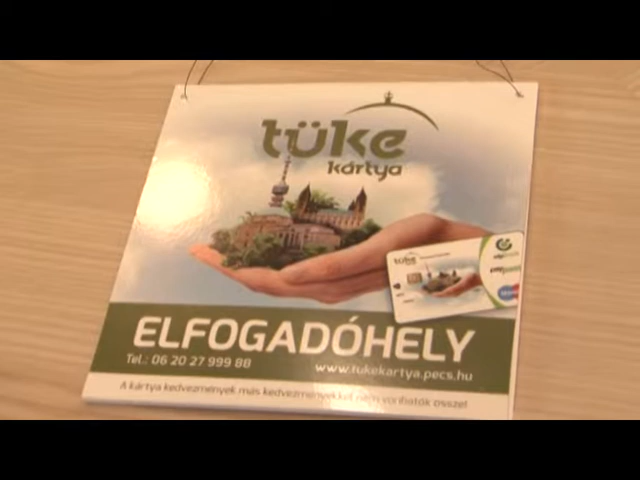 tüke
kártya
tüke
ELFOGADÓHELY
Tel.: 06 20 27 999 88
www.tukekartya.pecs.hu
A kártya kedvezmények más kedvezményekkel nem vonhatók össze!